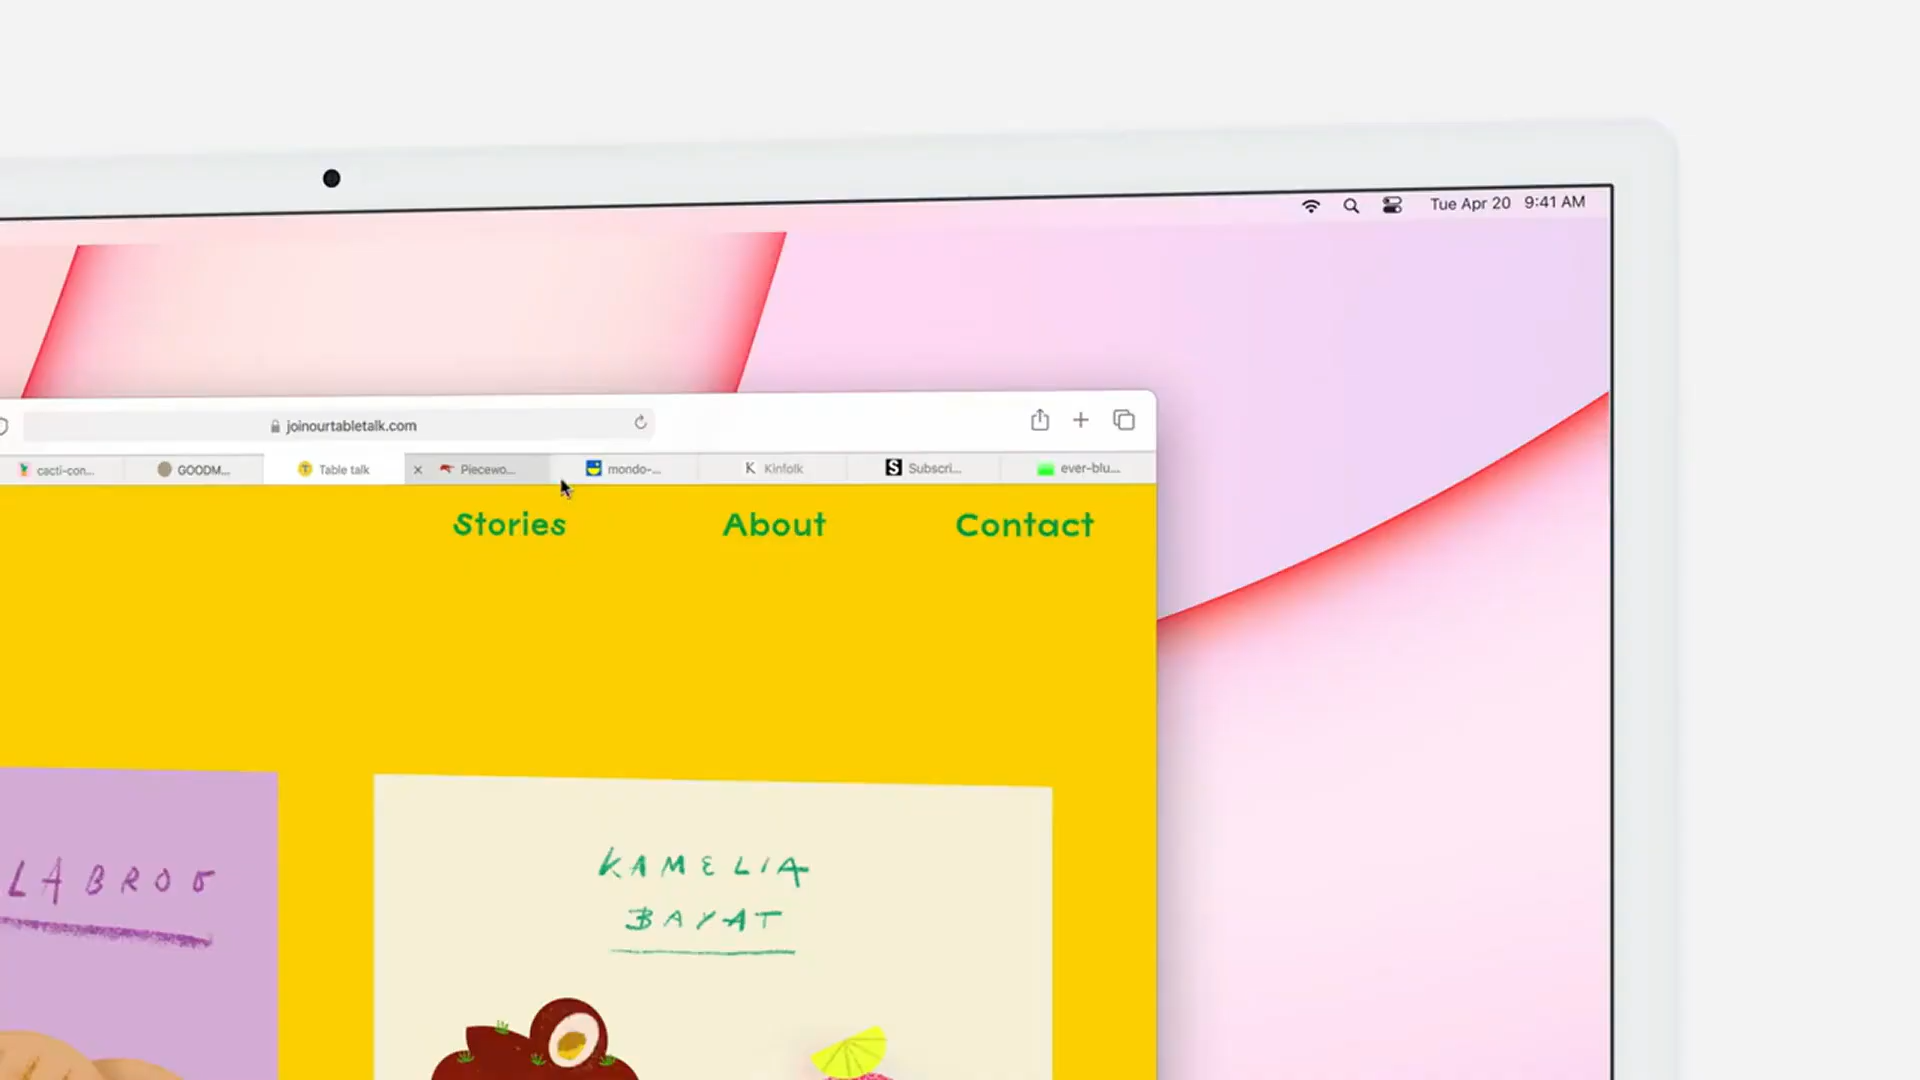 Tue Apr 20 9:41 AM
joinourtabletalk.com
cacti-con... GOODM... Table talk Piecewo... mondo-... K Kinfolk S Subscri... ever-blu...
Stories About Contact
LABROO
KAMELIA
BAYAT